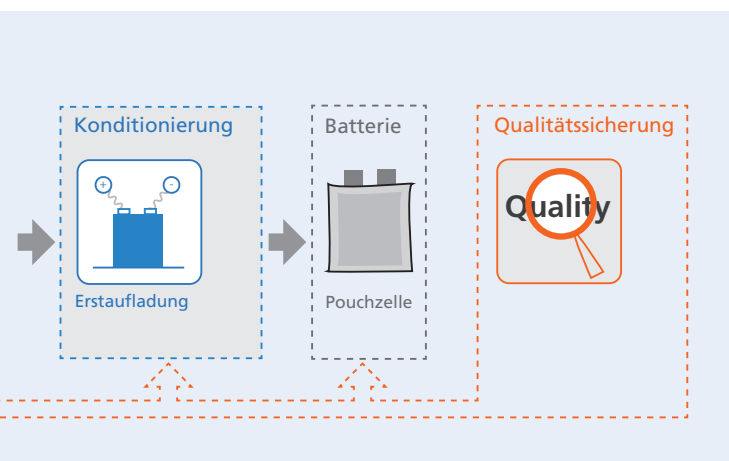 Konditionierung
+
-
Erstaufladung
Batterie
Pouchzelle
Qualitätssicherung
Quality